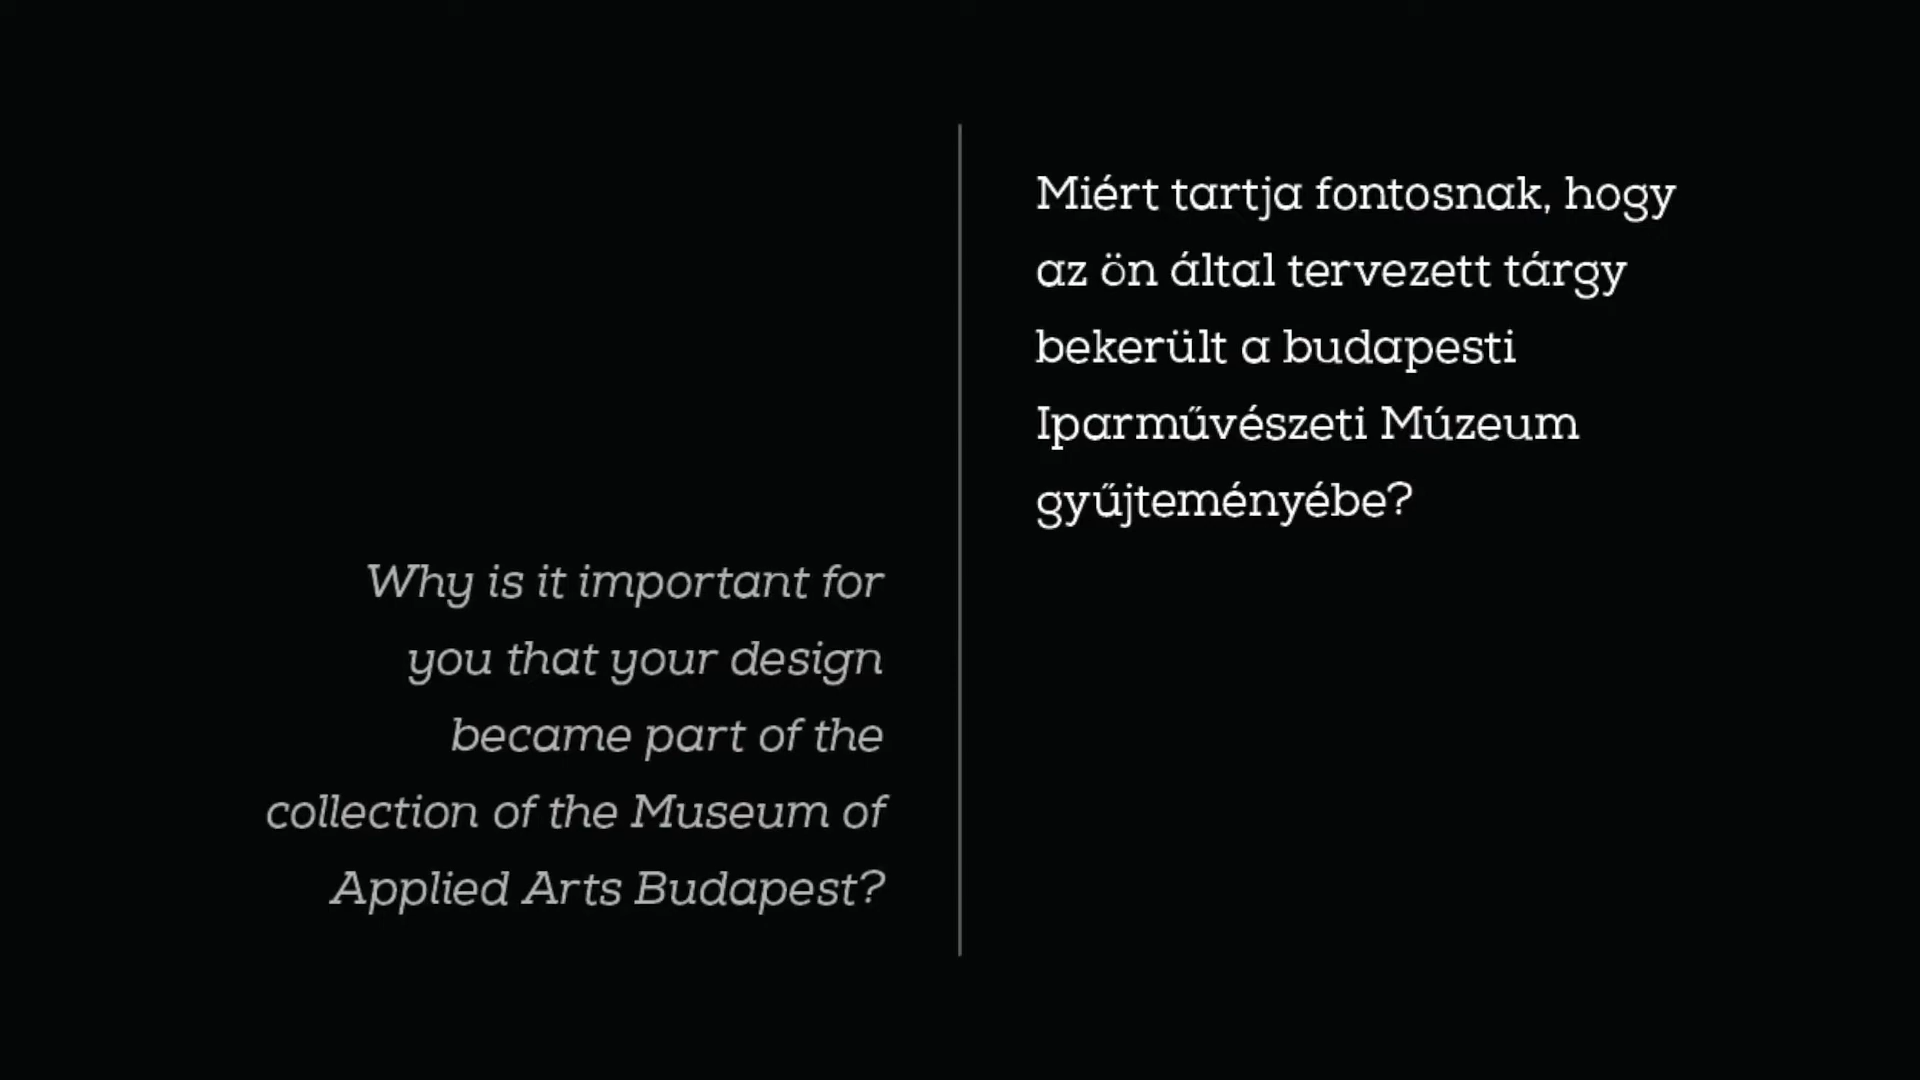 Miért tartja fontosnak, hogy
az ön által tervezett tárgy
bekerült a budapesti
Iparművészeti Múzeum
gyűjteményébe?
Why is it important for
you that your design
became part of the
collection of the Museum of
Applied Arts Budapest?